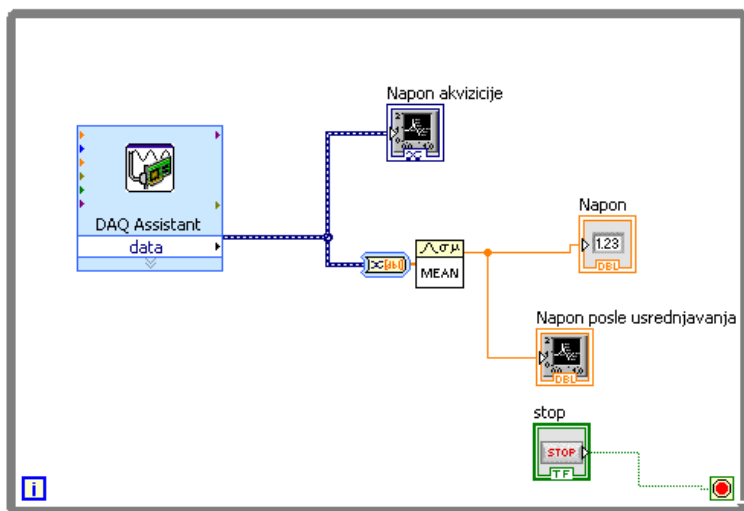 Napon akvizicije
DAQ Assistant
data
Napon
1.23
DBL
MEAN
Napon posle usrednjavanja
DBL
stop
STOP
TF
i